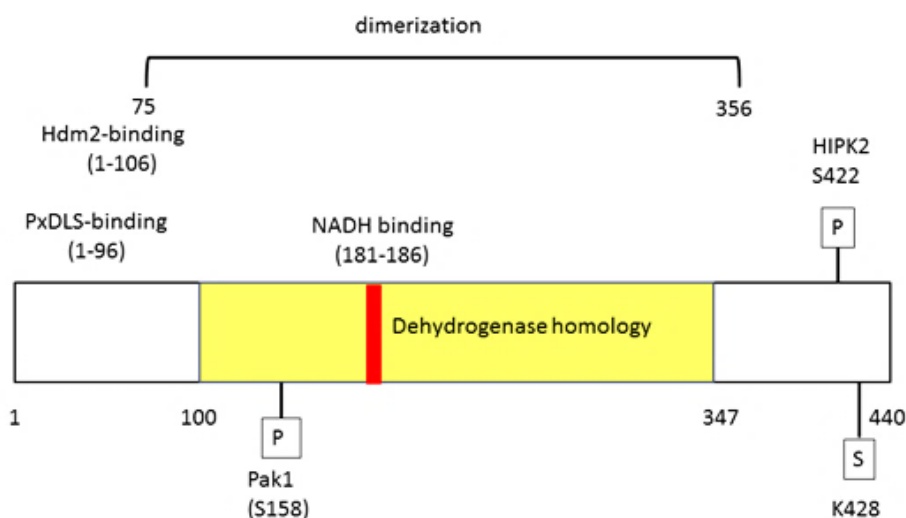 dimerization
75
356
Hdm2-binding
(1-106)
HIPK2
S422
PxDLS-binding
(1-96)
NADH binding
(181-186)
P
Dehydrogenase homology
1
100
347
440
P
S
Pak1
(S158)
K428